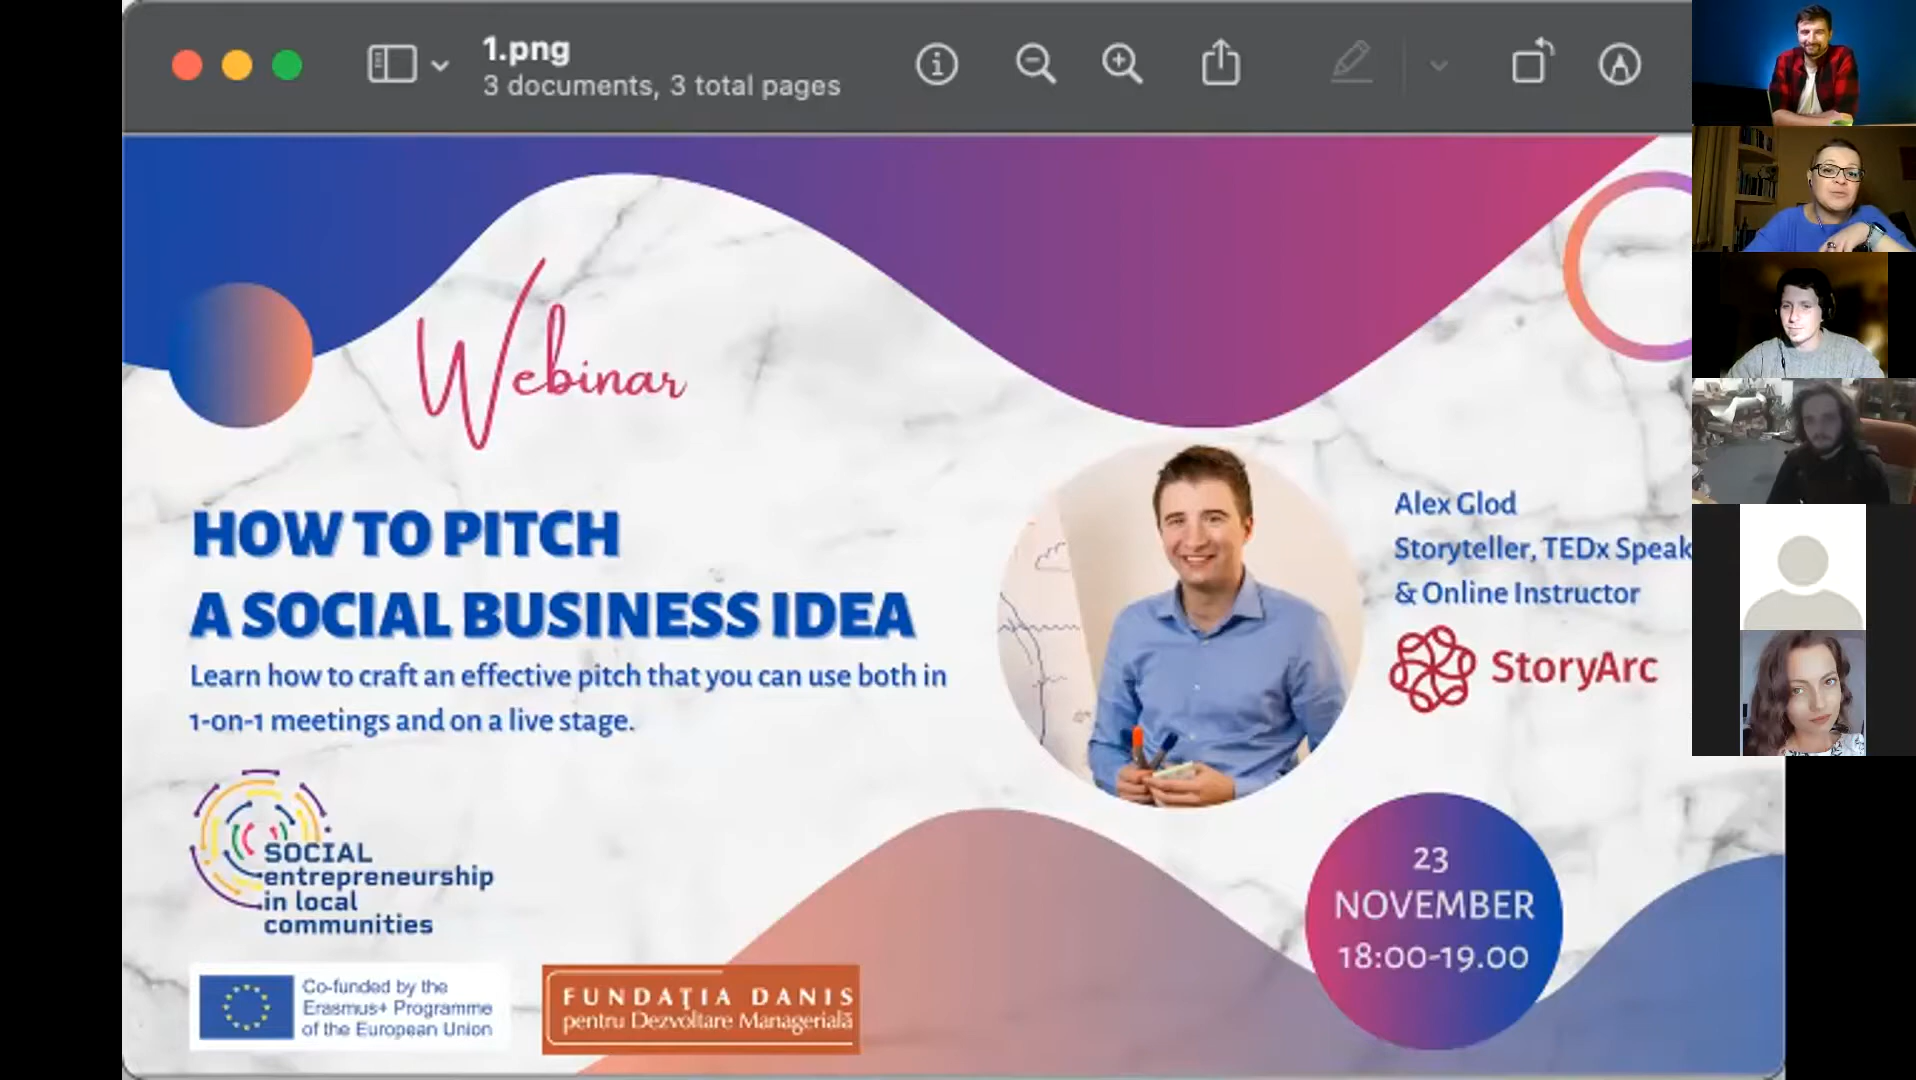 1.png
3 documents, 3 total pages
Webinar
HOW TO PITCH
A SOCIAL BUSINESS IDEA
Learn how to craft an effective pitch that you can use both in
1-on-1 meetings and on a live stage.
Alex Glod
Storyteller, TEDx Speak
& Online Instructor
StoryArc
SOCIAL
entrepreneurship
in local
communities
Co-funded by the
Erasmus+ Programme
of the European Union
FUNDAŢIA DANIS
pentru Dezvoltare Managerială
23
NOVEMBER
18:00-19.00